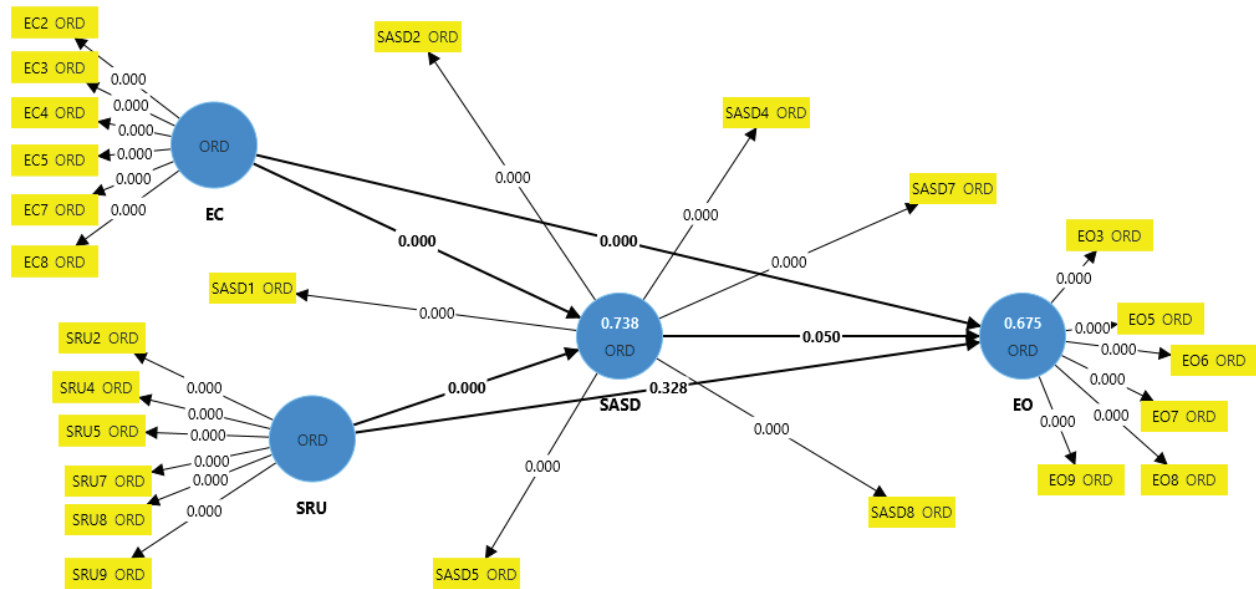 EC2 ORD
EC3 ORD
EC4 ORD
EC5 ORD
EC7 ORD
EC8 ORD
0.000
0.000
0.000
0.000
0.000
0.000
ORD
EC
SASD2 ORD
SASD4 ORD
SASD7 ORD
SASD1 ORD
0.000
0.000
0.000
0.000
0.000
0.000
0.738
ORD
SASD
0.050
0.000
0.328
SRU2 ORD
SRU4 ORD
SRU5 ORD
SRU7 ORD
SRU8 ORD
SRU9 ORD
0.000
0.000
0.000
0.000
0.000
0.000
ORD
SRU
0.000
0.000
SASD5 ORD
SASD8 ORD
0.675
ORD
EO
EO3 ORD
EO5 ORD
EO6 ORD
EO7 ORD
EO8 ORD
EO9 ORD
0.000
0.000
0.000
0.000
0.000
0.000